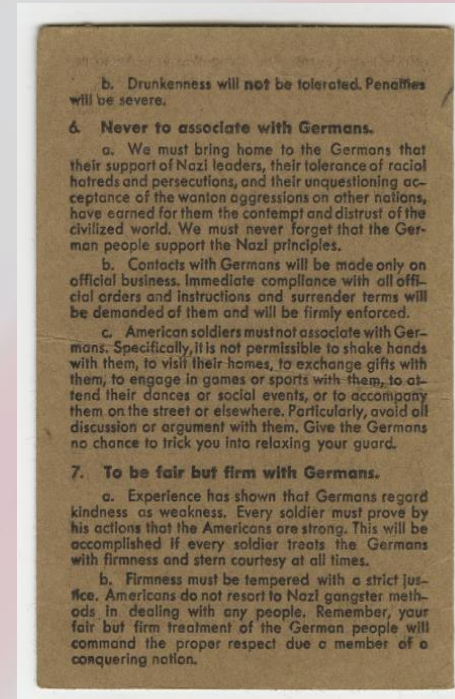 b. Drunkenness will not be tolerated. Penalties
will be severe.
6. Never to associate with Germans.
a. We must bring home to the Germans that
their support of Nazi leaders, their tolerance of racial
hatreds and persecutions, and their unquestioning ac-
ceptance of the wanton aggressions on other nations,
have earned for them the contempt and distrust of the
civilized world. We must never forget that the Ger-
man people support the Nazi principles.
b. Contacts with Germans will be made only on
official business. Immediate compliance with all offi-
cial orders and instructions and surrender terms will
be demanded of them and will be firmly enforced.
c. American soldiers must not associate with Ger-
mans. Specifically, it is not permissible to shake hands
with them, to visit their homes, to exchange gifts with
them, to engage in games or sports with them, to at-
tend their dances or social events, or to accompany
them on the street or elsewhere. Particularly, avoid all
discussion or argument with them. Give the Germans
no chance to trick you into relaxing your guard.
7. To be fair but firm with Germans.
a. Experience has shown that Germans regard
kindness as weakness. Every soldier must prove by
his actions that the Americans are strong. This will be
accomplished if every soldier treats the Germans
with firmness and stern courtesy at all times.
b. Firmness must be tempered with a strict jus-
tice. Americans do not resort to Nazi gangster meth-
ods in dealing with any people. Remember, your
fair but firm treatment of the German people will
command the proper respect due a member of a
conquering nation.